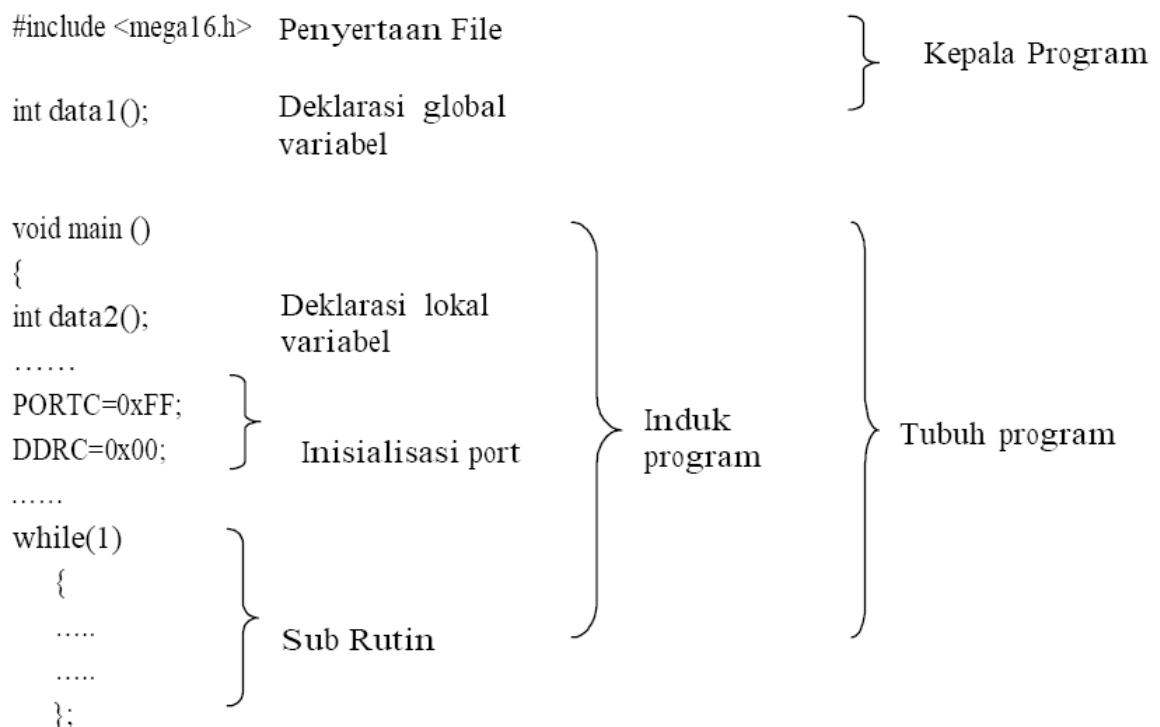 #include <mega16.h> Penyertaan File
Kepala Program
int data1(); Deklarasi global
variabel
void main ()
{
int data2(); Deklarasi lokal
variabel
......
PORTC=0xFF;
DDRC=0x00; Inisialisasi port
Induk
program
Tubuh program
......
while(1)
{
.....
Sub Rutin
.....
};